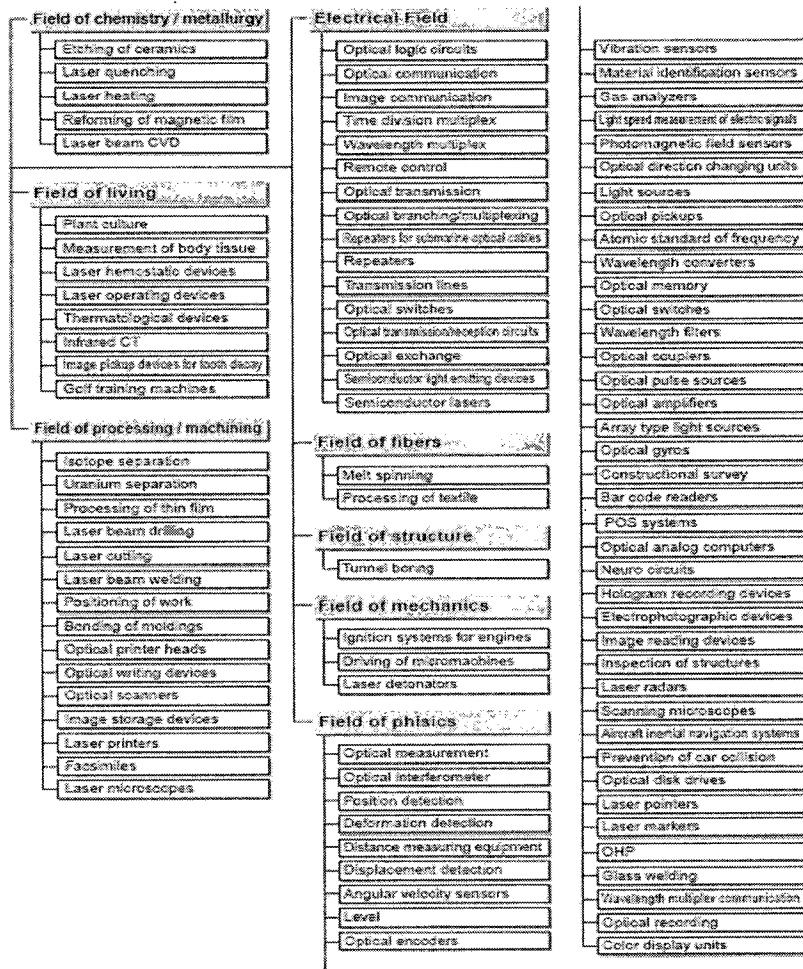 Field of chemistry / metallurgy
Etching of ceramics
Laser quenching
Laser heating
Reforming of magnetic film
Laser beam CVD
Field of living
Plant culture
Measurement of body tissue
Laser hemostatic devices
Laser operating devices
Thermatological devices
Infrared CT
Image pickup devices for tooth decay
Golf training machines
Field of processing / machining
Isotope separation
Uranium separation
Processing of thin film
Laser beam drilling
Laser cutting
Laser beam welding
Positioning of work
Bending of moldings
Optical printer heads
Optical writing devices
Optical scanners
Image storage devices
Laser printers
Facsimiles
Laser microscopes
Electrical Field
Optical logic circuits
Optical communication
Image communication
Time division multiplex
Wavelength multiplex
Remote control
Optical transmission
Optical branching/multiplexing
Repeaters for submarine optical cables
Repeaters
Transmission lines
Optical switches
Optical transmission/reception circuits
Optical exchange
Semiconductor light emitting devices
Semiconductor lasers
Field of fibers
Melt spinning
Processing of textile
Field of structure
Tunnel boring
Field of mechanics
Ignition systems for engines
Driving of micromachines
Laser detonators
Field of phisics
Optical measurement
Optical interferometer
Position detection
Deformation detection
Distance measuring equipment
Displacement detection
Angular velocity sensors
Level
Optical encoders
Vibration sensors
Material identification sensors
Gas analyzers
Light speed measurement of electro signals
Photomagnetic field sensors
Optical direction changing units
Light sources
Optical pickups
Atomic standard of frequency
Wavelength converters
Optical memory
Optical switches
Wavelength filters
Optical couplers
Optical pulse sources
Optical amplifiers
Array type light sources
Optical gyros
Constructional survey
Bar code readers
POS systems
Optical analog computers
Neuro circuits
Hologram recording devices
Electrophotographic devices
Image reading devices
Inspection of structures
Laser radars
Scanning microscopes
Aircraft inertial navigation systems
Prevention of car collision
Optical disk drives
Laser pointers
Laser markers
OHP
Glass welding
Wavelength multiplex communication
Optical recording
Color display units